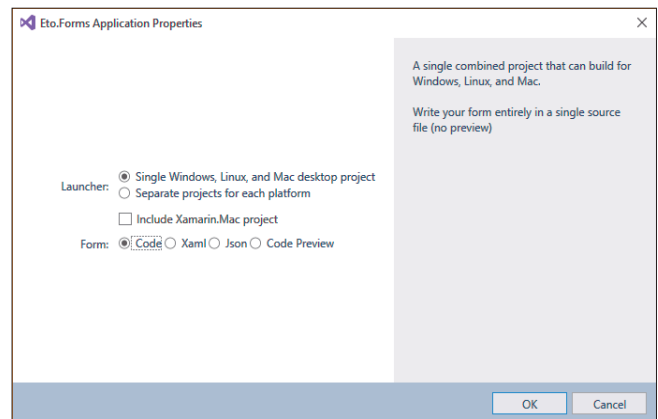 Eto.Forms Application Properties
A single combined project that can build for
Windows, Linux, and Mac.
Write your form entirely in a single source
file (no preview)
Launcher: Single Windows, Linux, and Mac desktop project
Separate projects for each platform
Include Xamarin.Mac project
Form: Code Xaml Json Code Preview
OK Cancel